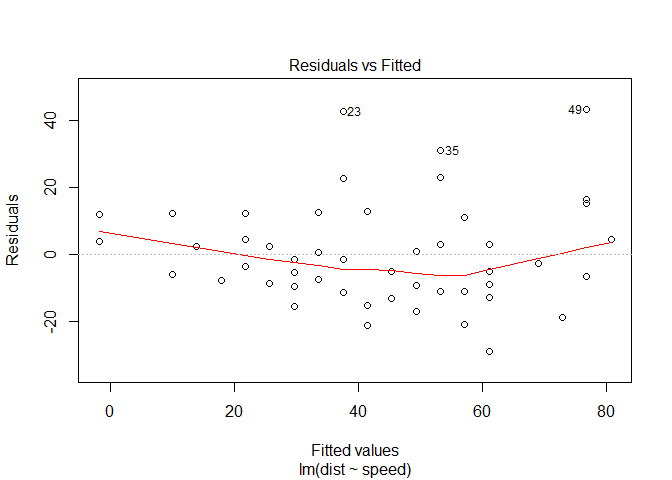 Residuals vs Fitted
Residuals
40
20
0
-20
23
35
49
0 20 40 60 80
Fitted values
lm(dist ~ speed)